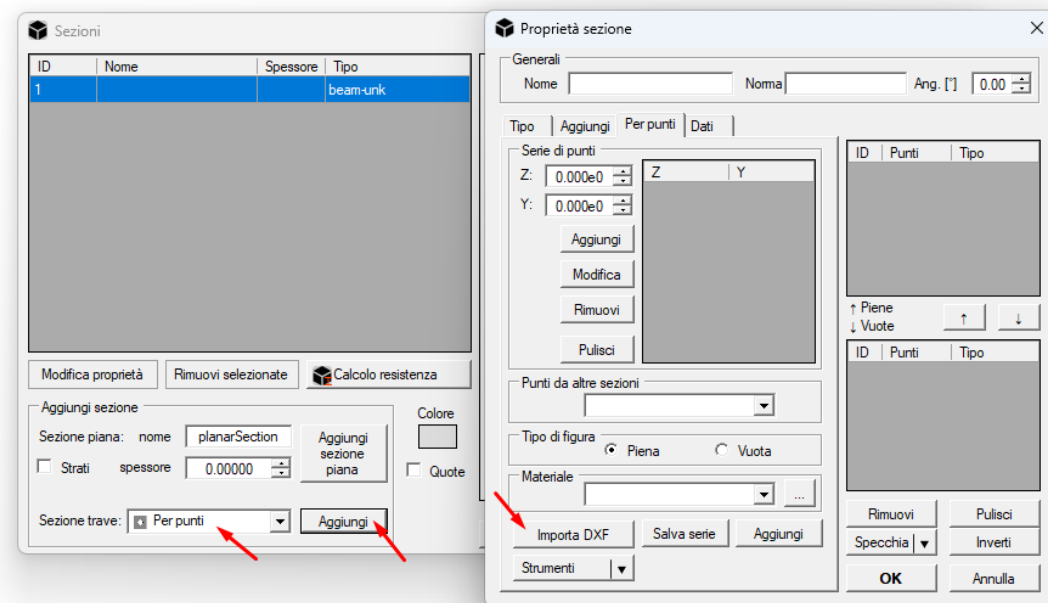 Sezioni
ID Nome Spessore Tipo
1 beam-unk
Modifica proprietà Rimuovi selezionate Calcolo resistenza
Aggiungi sezione
Sezione piana: nome planarSection Aggiungi sezione piana
Strati spessore 0.00000
Sezione trave: Per punti Aggiungi
Colore
Quote
Proprietà sezione
Generali
Nome Norma Ang. [°] 0.00
Tipo Aggiungi Per punti Dati
Serie di punti
Z: 0.000e0
Y: 0.000e0
Z Y
Aggiungi
Modifica
Rimuovi
Pulisci
Punti da altre sezioni
Tipo di figura
Piena Vuota
Materiale
...
Importa DXF Salva serie Aggiungi
Strumenti
ID Punti Tipo
↑ Piene
↓ Vuote
↑ ↓
ID Punti Tipo
Rimuovi Pulisci
Specchia Inverti
OK Annulla